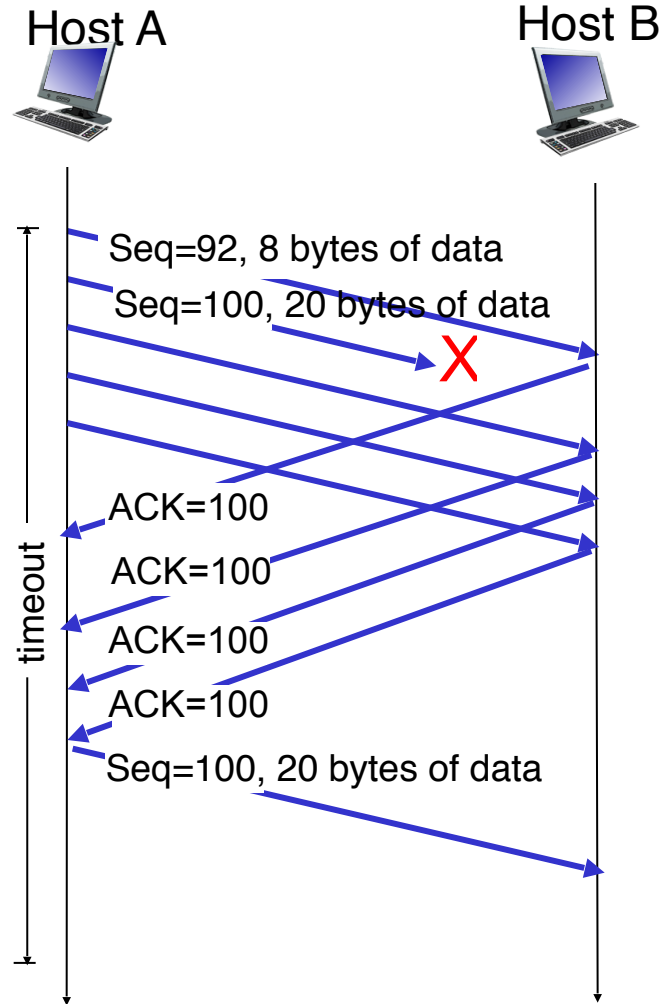 Host A
Host B
Seq=92, 8 bytes of data
Seq=100, 20 bytes of data
X
ACK=100
ACK=100
timeout
ACK=100
ACK=100
Seq=100, 20 bytes of data